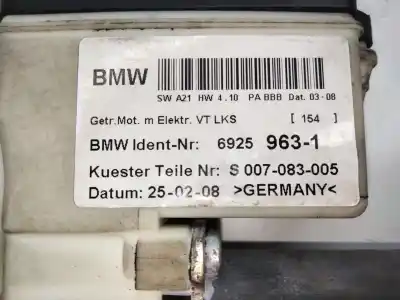 BMW
SW A21 HW 4.10 PA BBB Dat. 03-08
Getr.Mot. m Elektr. VT LKS [ 154 ]
BMW Ident-Nr: 6925 963-1
Kuester Teile Nr: S 007-083-005
Datum: 25-02-08 >GERMANY<